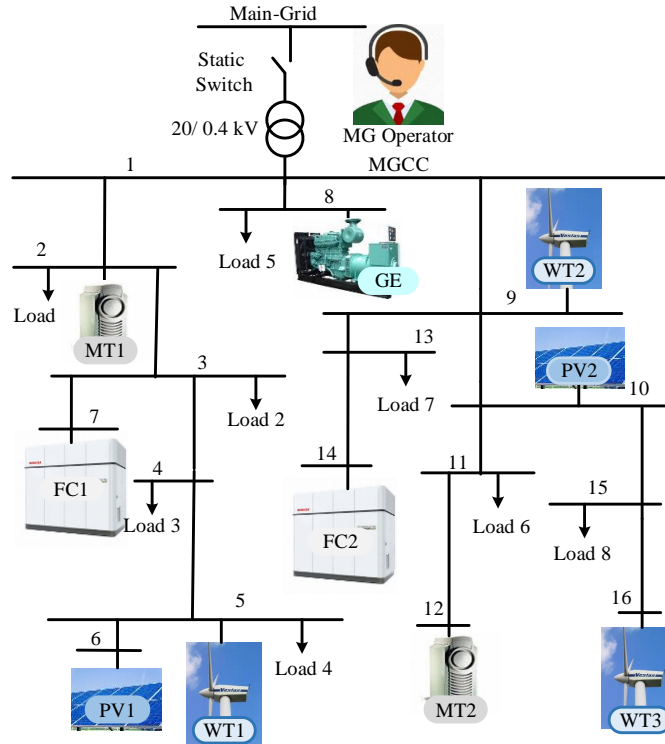 Main-Grid
Static
Switch
20/ 0.4 kV
MG Operator
1
MGCC
8
2
Load 5
GE
WT2
Load
MT1
9
13
3
PV2
Load 2
Load 7
10
7
14
11
4
FC1
15
Load 3
FC2
Load 6
Load 8
5
12
16
6
Load 4
PV1
WT1
MT2
WT3